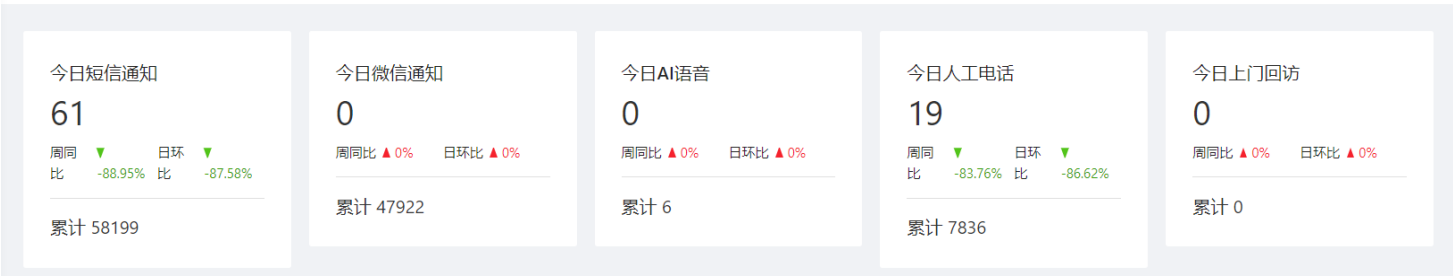 今日短信通知
61
周同比 ▼ -88.95% 日环比 ▼ -87.58%
累计 58199
今日微信通知
0
周同比 ▲ 0% 日环比 ▲ 0%
累计 47922
今日AI语音
0
周同比 ▲ 0% 日环比 ▲ 0%
累计 6
今日人工电话
19
周同比 ▼ -83.76% 日环比 ▼ -86.62%
累计 7836
今日上门回访
0
周同比 ▲ 0% 日环比 ▲ 0%
累计 0